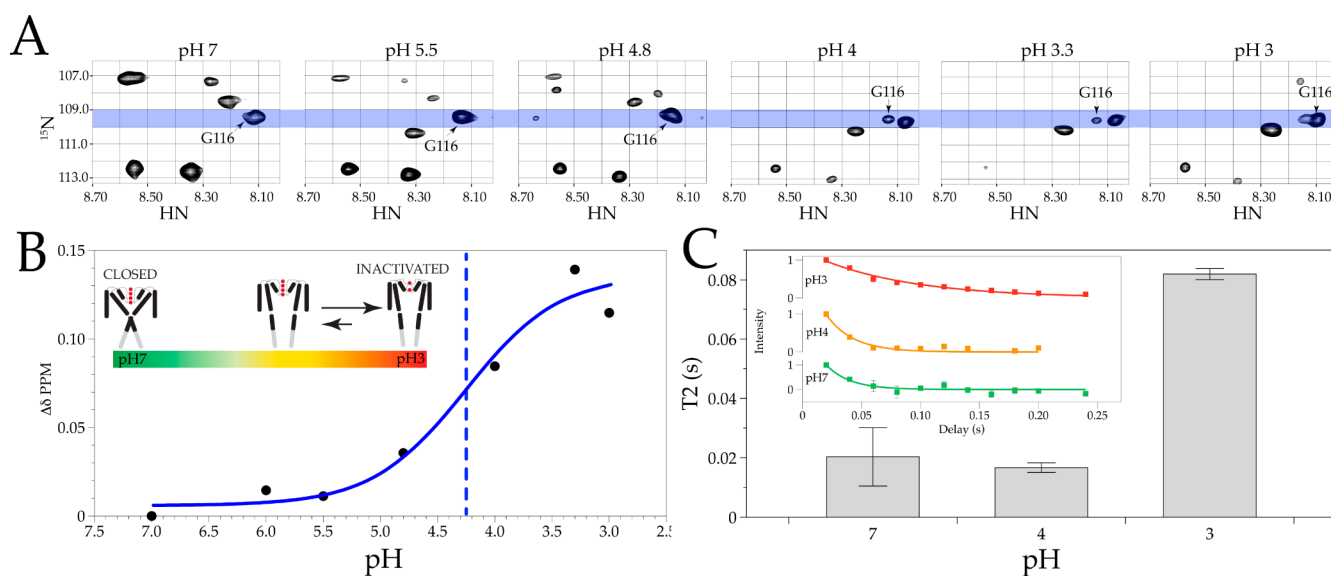 A
pH 7 pH 5.5 pH 4.8 pH 4 pH 3.3 pH 3
107.0
109.0
111.0
113.0
15N
G116 G116 G116 G116 G116 G116
8.70 8.50 8.30 8.10 8.70 8.50 8.30 8.10 8.70 8.50 8.30 8.10 8.70 8.50 8.30 8.10 8.70 8.50 8.30 8.10 8.70 8.50 8.30 8.10
HN HN HN HN HN HN
B
0.15
0.10
0.05
0
Δδ PPM
CLOSED
INACTIVATED
pH7 pH3
7.5 7.0 6.5 6.0 5.5 5.0 4.5 4.0 3.5 3.0 2.5
pH
C
0.08
0.06
0.04
0.02
0
T2 (s)
Intensity
1
pH3
0
1
pH4
0
1
pH7
0
0.00 0.05 0.10 0.15 0.20 0.25
Delay (s)
7 4 3
pH